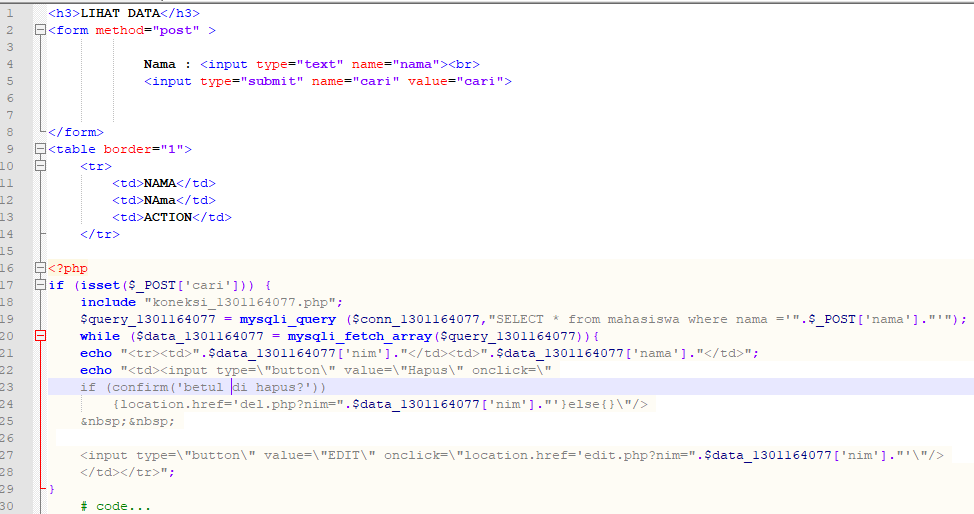 1 <h3>LIHAT DATA</h3>
2 <form method="post" >
3
4 Nama : <input type="text" name="nama"><br>
5 <input type="submit" name="cari" value="cari">
6
7
8 </form>
9 <table border="1">
10 <tr>
11 <td>NAMA</td>
12 <td>NAma</td>
13 <td>ACTION</td>
14 </tr>
15
16 <?php
17 if (isset($_POST['cari'])) {
18 include "koneksi_1301164077.php";
19 $query_1301164077 = mysqli_query ($conn_1301164077,"SELECT * from mahasiswa where nama ='".$_POST['nama']."'");
20 while ($data_1301164077 = mysqli_fetch_array($query_1301164077)){
21 echo "<tr><td>".$data_1301164077['nim']."</td><td>".$data_1301164077['nama']."</td>";
22 echo "<td><input type=\"button\" value=\"Hapus\" onclick=\"
23 if (confirm('betul di hapus?'))
24 {location.href='del.php?nim=".$data_1301164077['nim']."'}else{}\"/>
25 &nbsp;&nbsp;
26
27 <input type=\"button\" value=\"EDIT\" onclick=\"location.href='edit.php?nim=".$data_1301164077['nim']."'\"/>
28 </td></tr>";
29 }
30 # code...